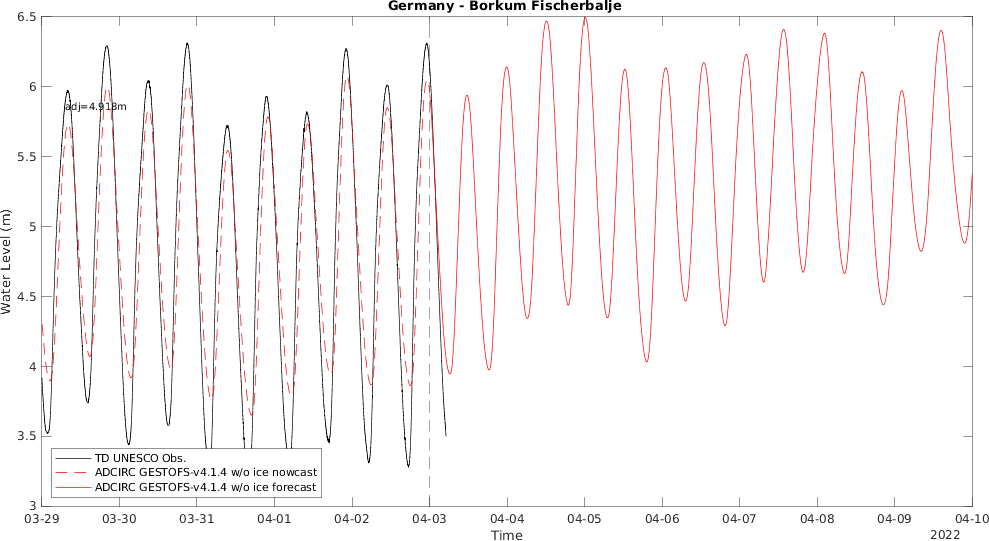 Germany - Borkum Fischerbalje
6.5
6
5.5
5
4.5
4
3.5
3
Water Level (m)
adj=4.918m
TD UNESCO Obs.
ADCIRC GESTOFS-v4.1.4 w/o ice nowcast
ADCIRC GESTOFS-v4.1.4 w/o ice forecast
03-29 03-30 03-31 04-01 04-02 04-03 04-04 04-05 04-06 04-07 04-08 04-09 04-10
Time
2022